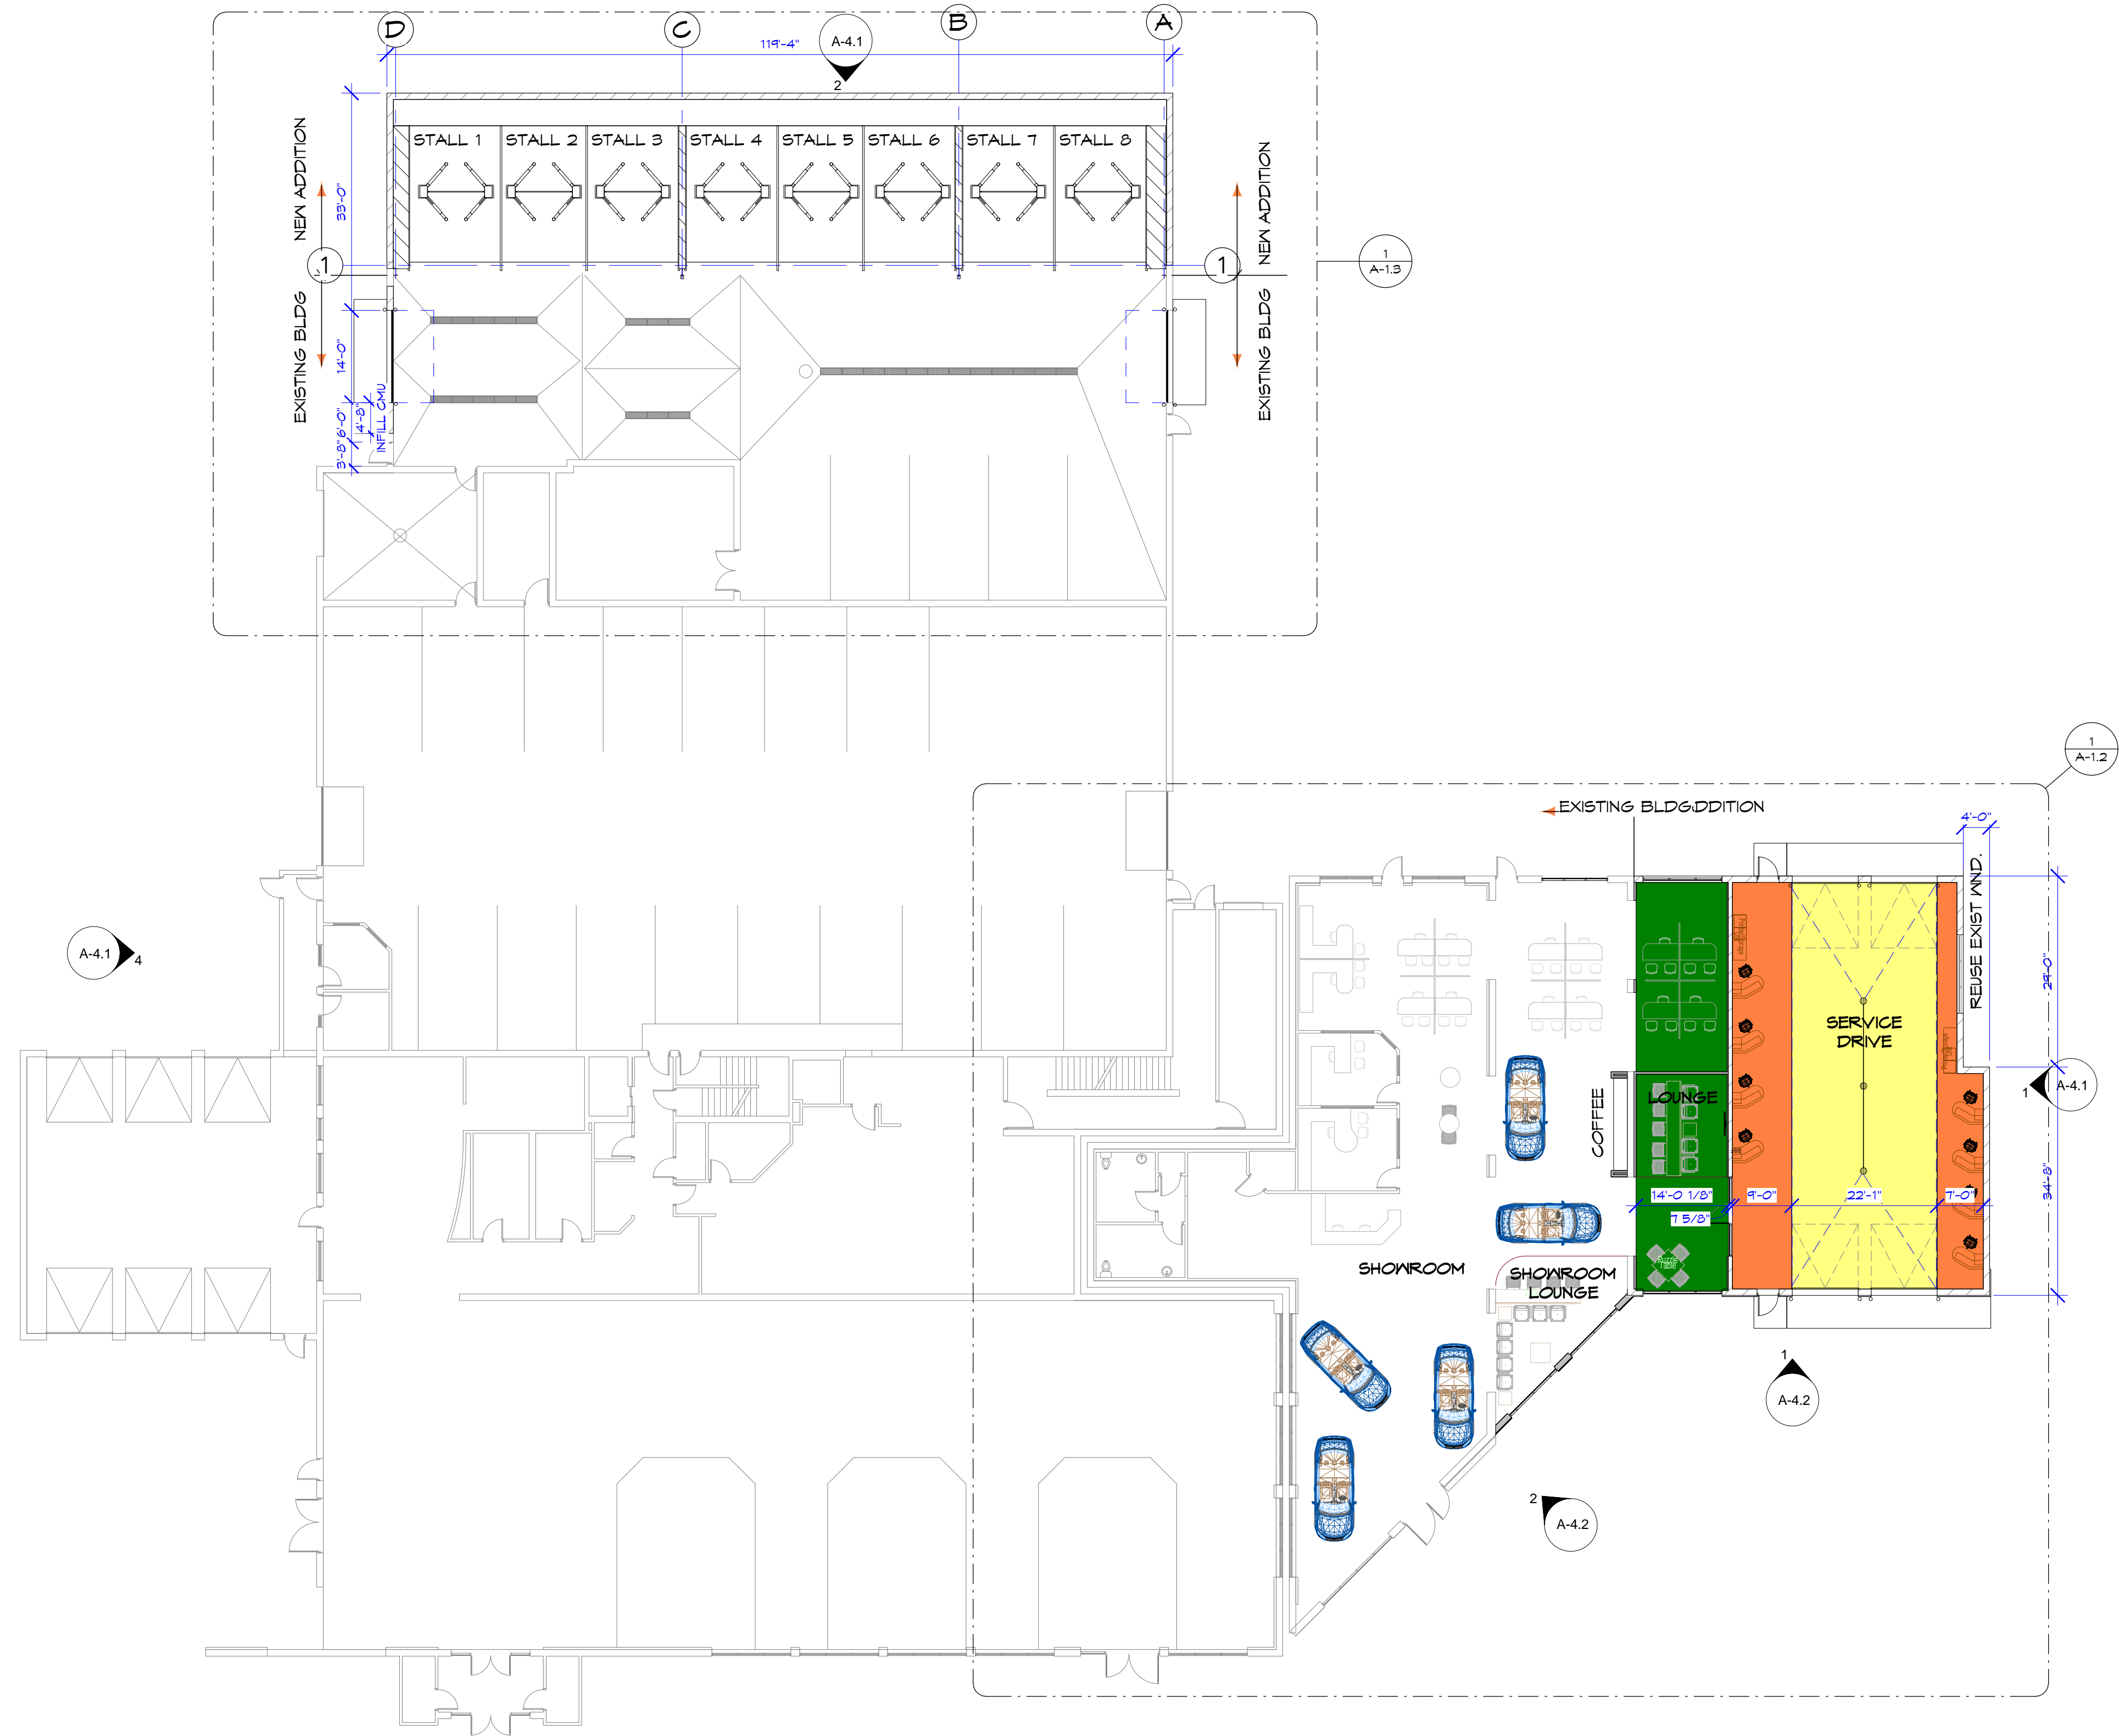 D
C
B
A
119'-4"
A-4.1
2
STALL 1
STALL 2
STALL 3
STALL 4
STALL 5
STALL 6
STALL 7
STALL 8
NEW ADDITION
33'-0"
NEW ADDITION
1
1
1
A-1.3
EXISTING BLDG
14'-0"
6'-0"
4'-8"
INFILL CMU
3'-8"
EXISTING BLDG
1
A-1.2
EXISTING BLDG
DDITION
4'-0"
REUSE EXIST WND.
29'-0"
A-4.1
4
SERVICE
DRIVE
LOUNGE
COFFEE
1
A-4.1
34'-8"
14'-0 1/8"
9'-0"
22'-1"
7'-0"
7 5/8"
Puzzle
Table
SHOWROOM
SHOWROOM
LOUNGE
1
A-4.2
2
A-4.2